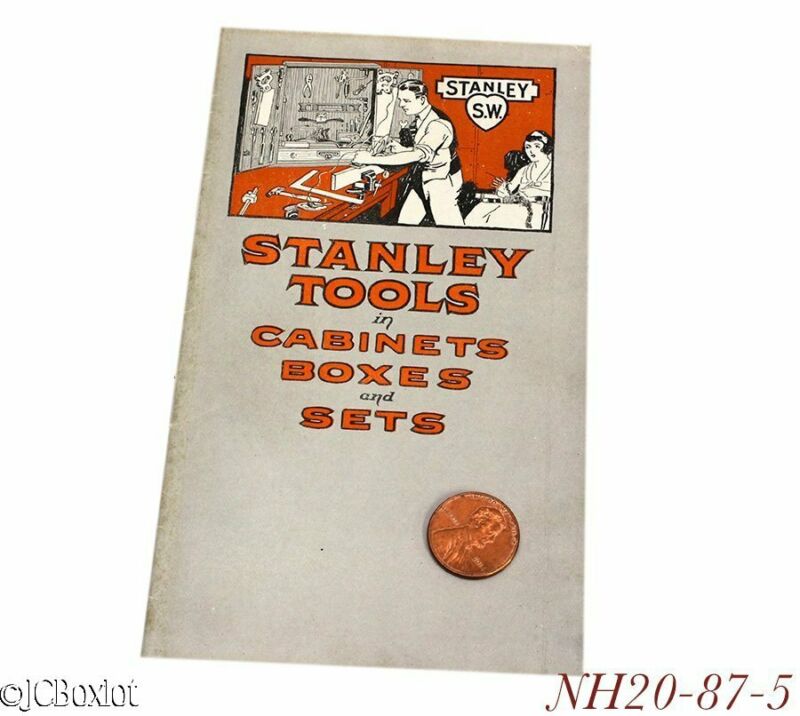 STANLEY
S.W.
STANLEY
TOOLS
in
CABINETS
BOXES
and
SETS
©JCBoxlot
NH20-87-5